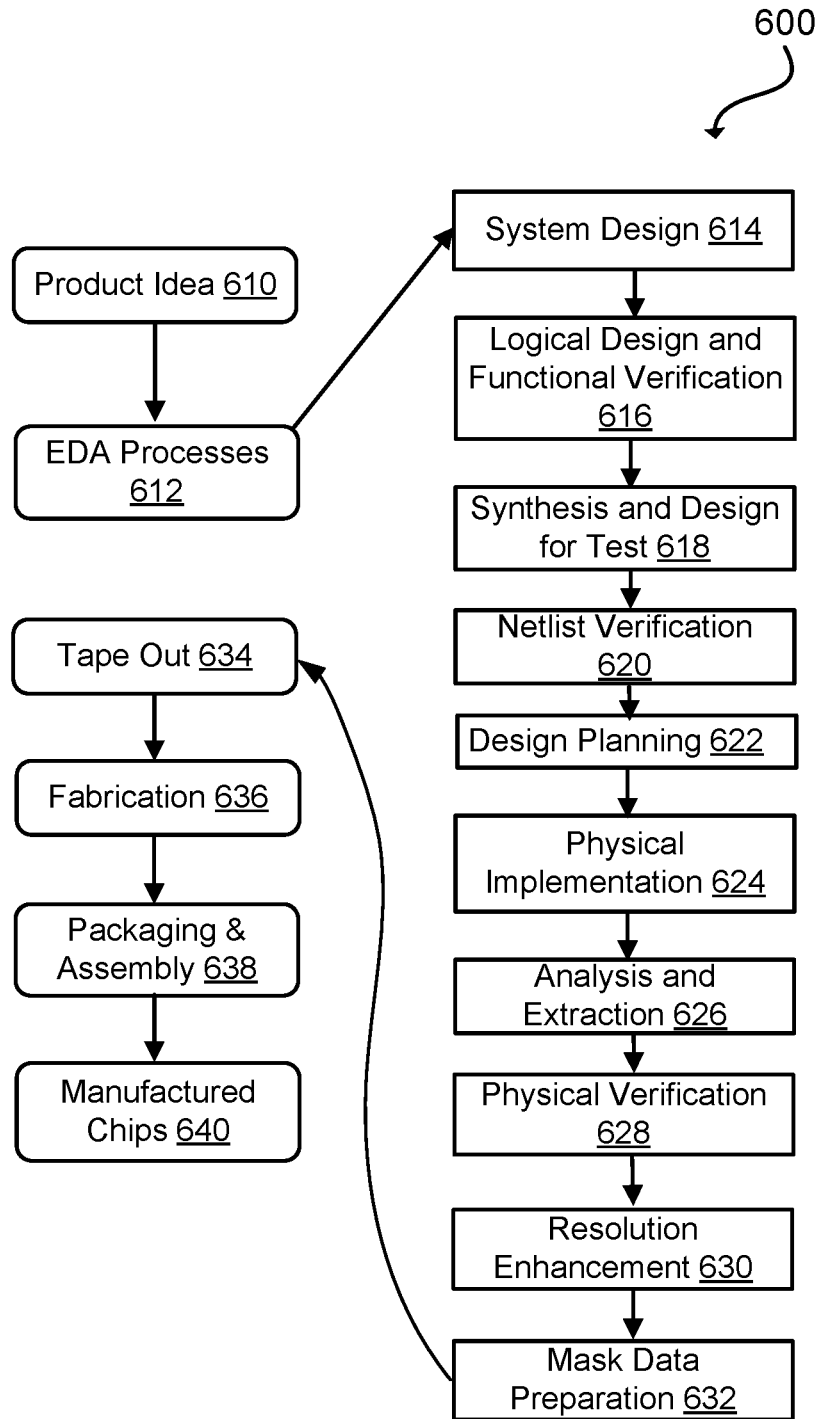 600
Product Idea 610
EDA Processes
612
System Design 614
Logical Design and
Functional Verification
616
Synthesis and Design
for Test 618
Netlist Verification
620
Design Planning 622
Physical
Implementation 624
Analysis and
Extraction 626
Physical Verification
628
Resolution
Enhancement 630
Mask Data
Preparation 632
Tape Out 634
Fabrication 636
Packaging &
Assembly 638
Manufactured
Chips 640